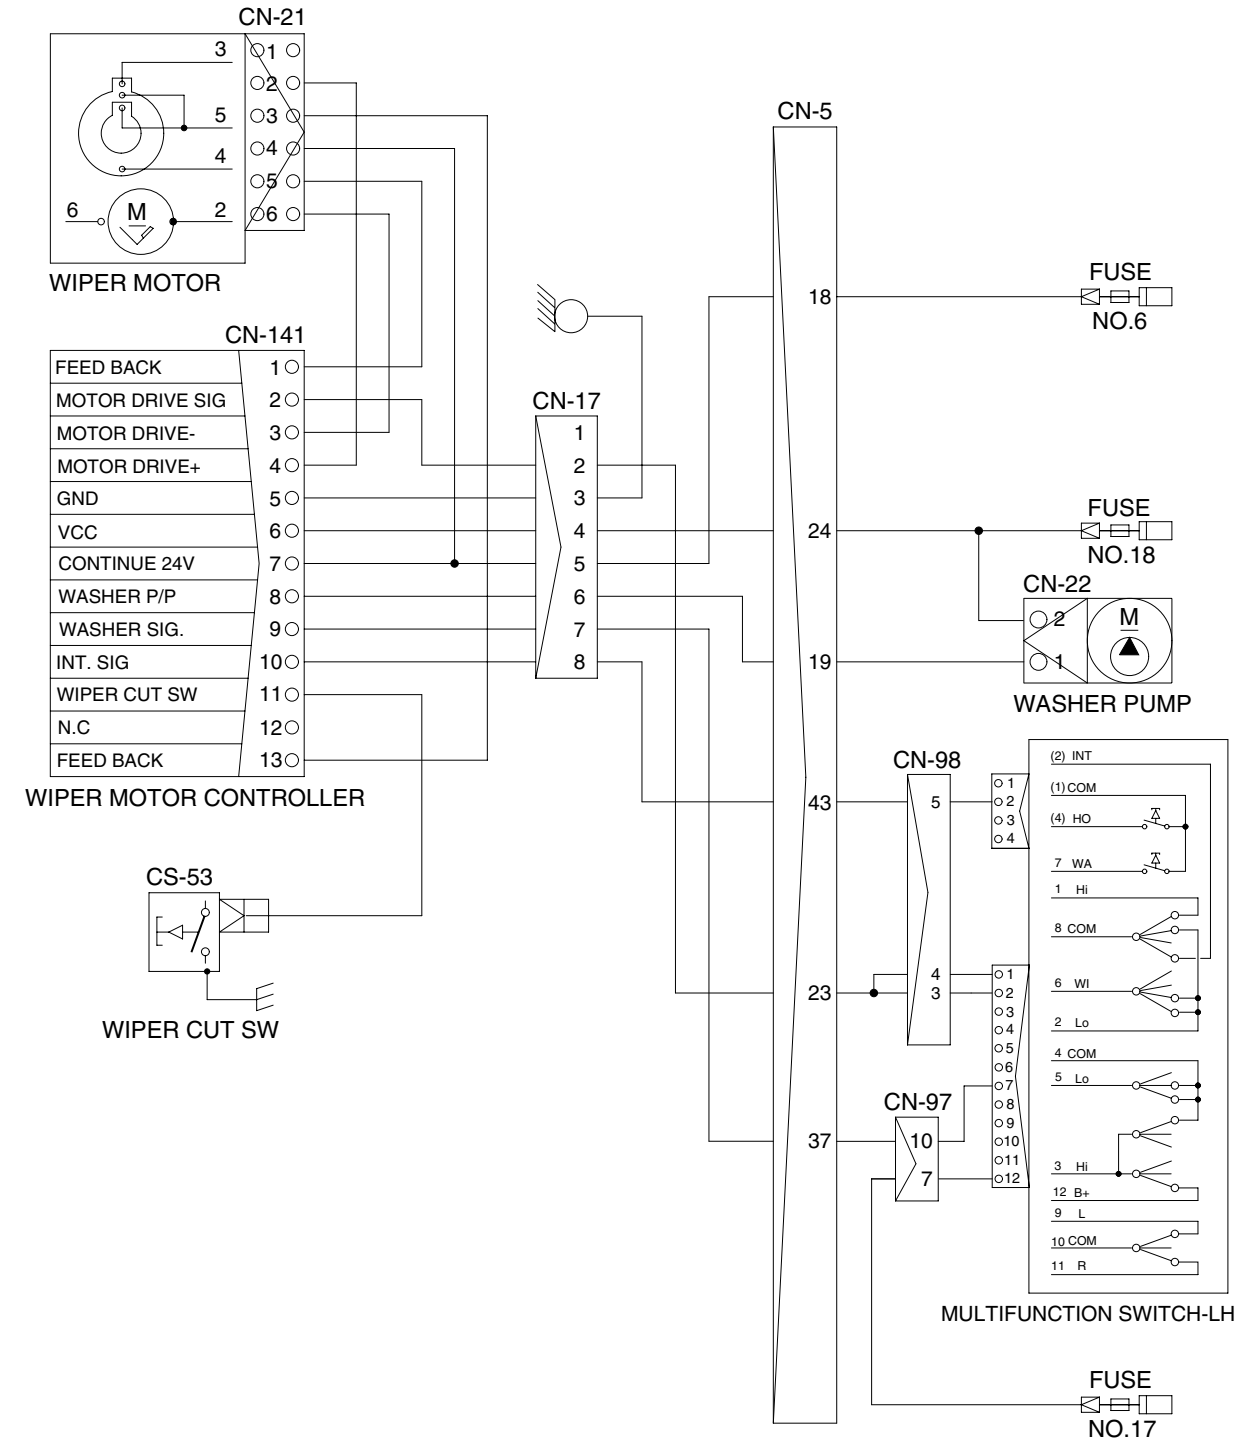 CN-21
3
5
4
6
M
2
1
2
3
4
5
6
WIPER MOTOR
CN-141
FEED BACK 1
MOTOR DRIVE SIG 2
MOTOR DRIVE- 3
MOTOR DRIVE+ 4
GND 5
VCC 6
CONTINUE 24V 7
WASHER P/P 8
WASHER SIG. 9
INT. SIG 10
WIPER CUT SW 11
N.C 12
FEED BACK 13
WIPER MOTOR CONTROLLER
CS-53
WIPER CUT SW
CN-17
1
2
3
4
5
6
7
8
CN-5
18
24
19
43
23
37
FUSE
NO.6
FUSE
NO.18
CN-22
2
1
M
WASHER PUMP
CN-98
5
4
3
CN-97
10
7
1
2
3
4
1
2
3
4
5
6
7
8
9
10
11
12
(2) INT
(1) COM
(4) HO
7 WA
1 Hi
8 COM
6 WI
2 Lo
4 COM
5 Lo
3 Hi
12 B+
9 L
10 COM
11 R
MULTIFUNCTION SWITCH-LH
FUSE
NO.17